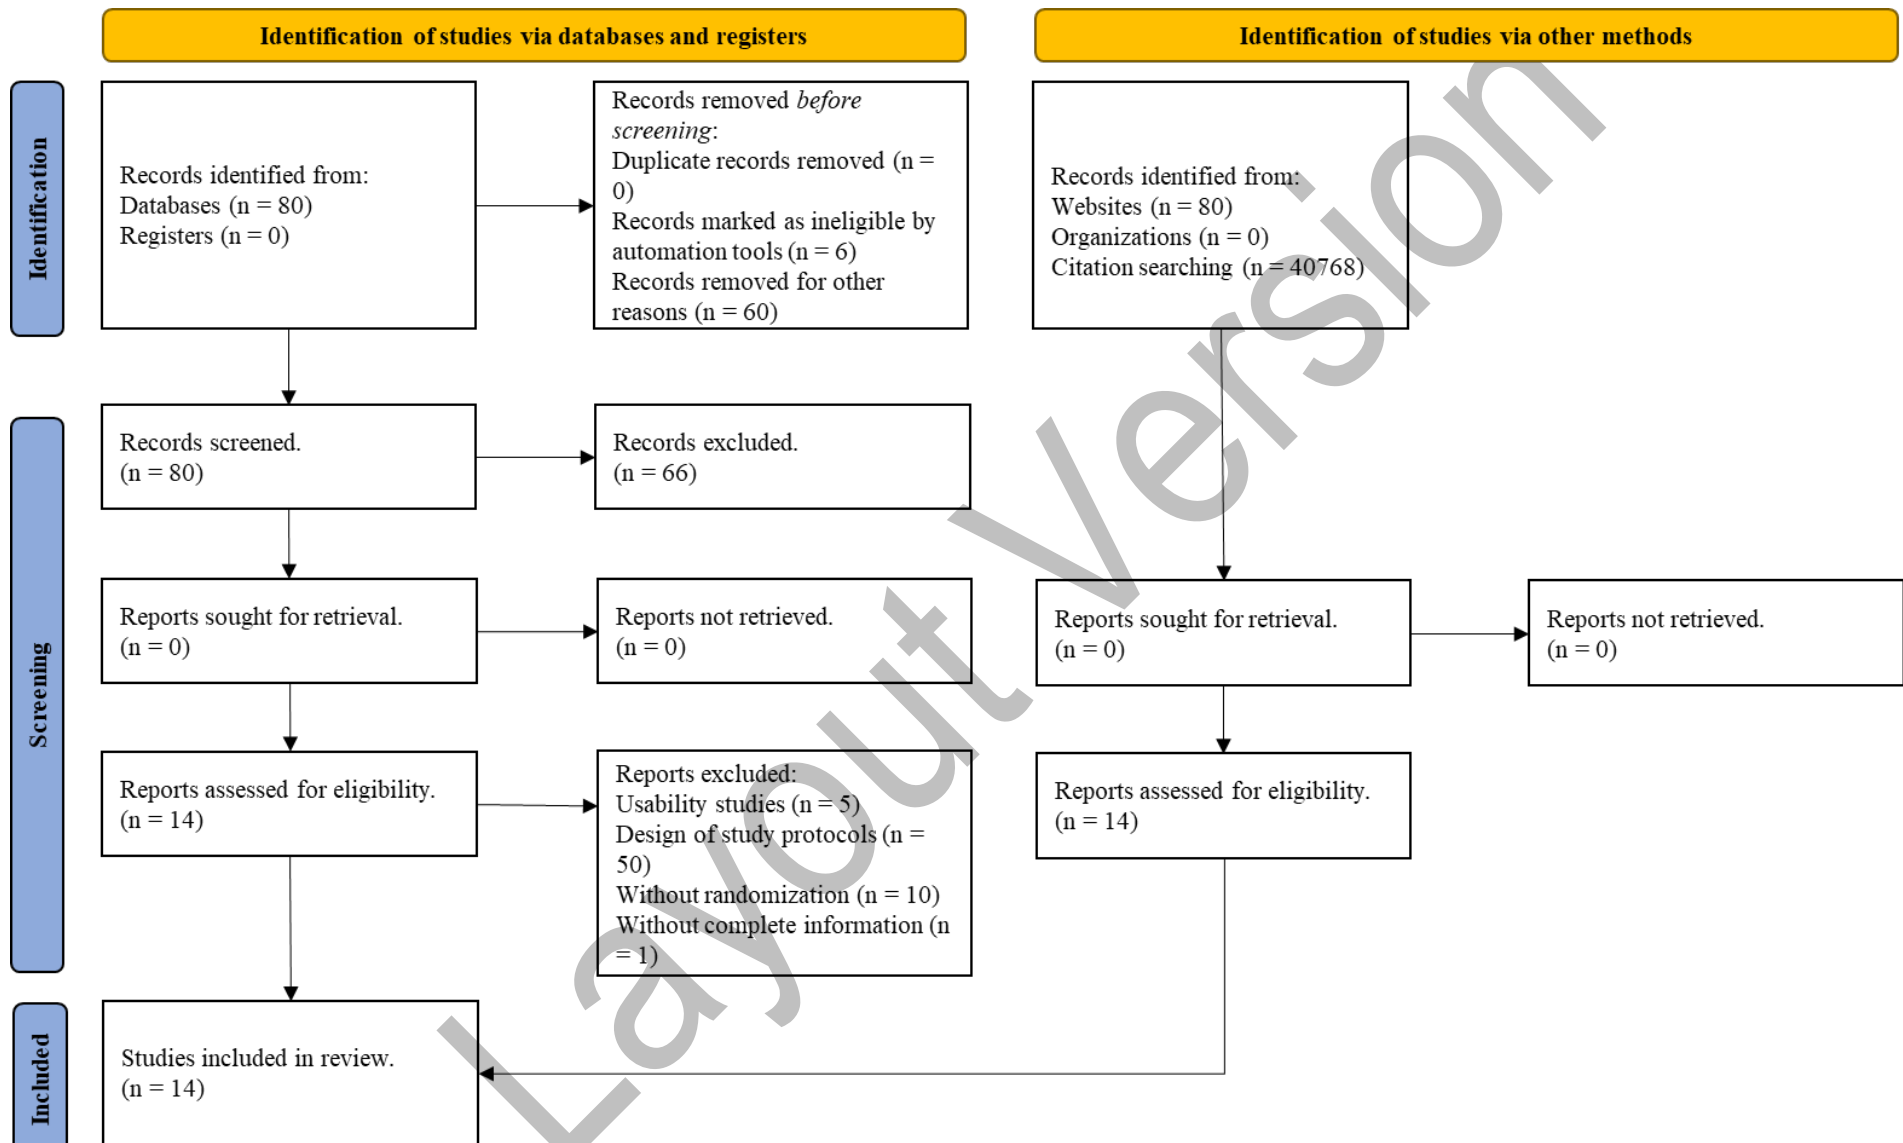 Identification of studies via databases and registers
Identification of studies via other methods
Identification
Records identified from:
Databases (n = 80)
Registers (n = 0)
Records removed before
screening:
Duplicate records removed (n =
0)
Records marked as ineligible by
automation tools (n = 6)
Records removed for other
reasons (n = 60)
Records identified from:
Websites (n = 80)
Organizations (n = 0)
Citation searching (n = 40768)
Screening
Records screened.
(n = 80)
Records excluded.
(n = 66)
Reports sought for retrieval.
(n = 0)
Reports not retrieved.
(n = 0)
Reports sought for retrieval.
(n = 0)
Reports not retrieved.
(n = 0)
Reports assessed for eligibility.
(n = 14)
Reports excluded:
Usability studies (n = 5)
Design of study protocols (n =
50)
Without randomization (n = 10)
Without complete information (n
= 1)
Reports assessed for eligibility.
(n = 14)
Included
Studies included in review.
(n = 14)
Layout Version